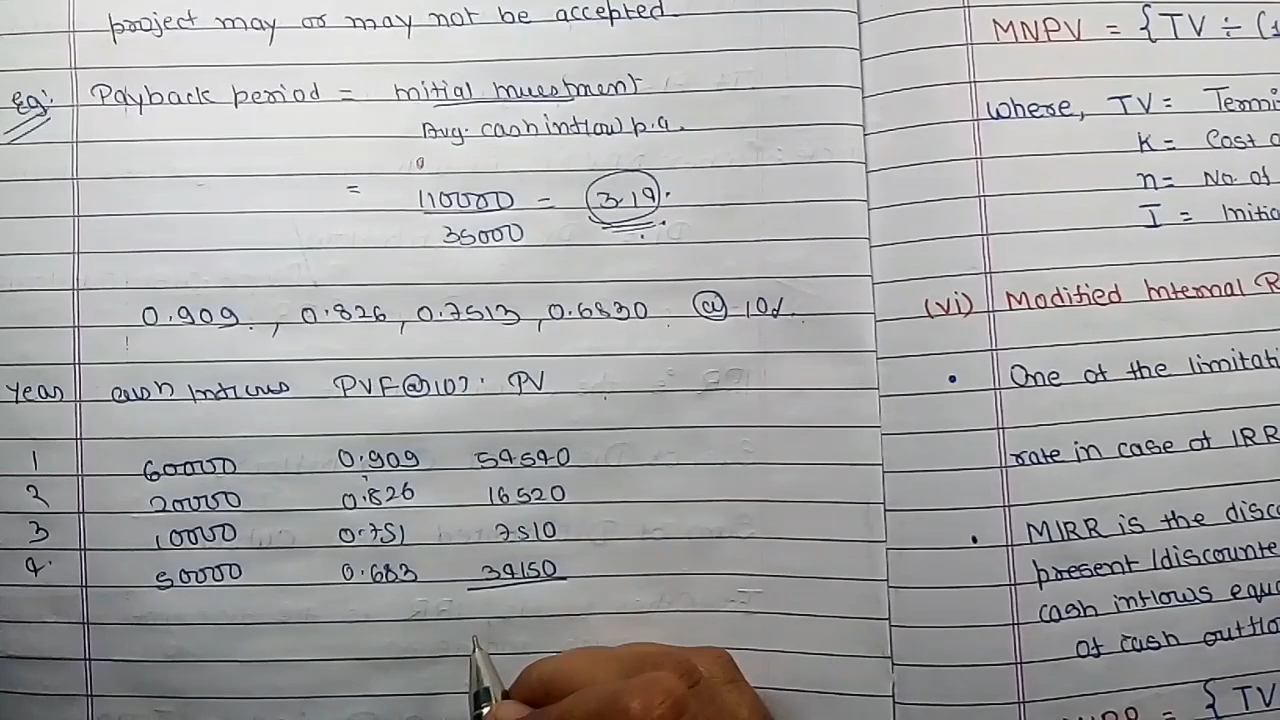 project may or may not be accepted
Eg:
Payback period = Initial Investment
Avg. cash inflow p.a.
= 110000 = 3.14.
35000
0.909, 0.826, 0.7513, 0.6830 @ 10%
Year cash inflows PVF@10% PV
1 60000 0.909 54540
2 20000 0.826 16520
3 10000 0.751 7510
4. 50000 0.683 34150
MNPV = {TV ÷ (1
where, TV = Termi
K = Cost o
n = No. of
I = Initia
(vi) Modified Internal R
• One of the limitati
rate in case of IRR
• MIRR is the disc
present /discounte
cash inflows equ
of cash outflo
= { TV